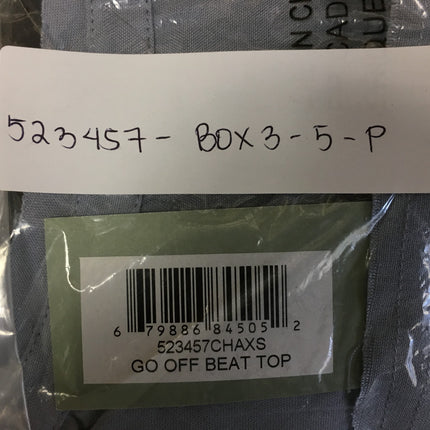 523457- BOX3-5-P
6 79886 84505 2
523457CHAXS
GO OFF BEAT TOP